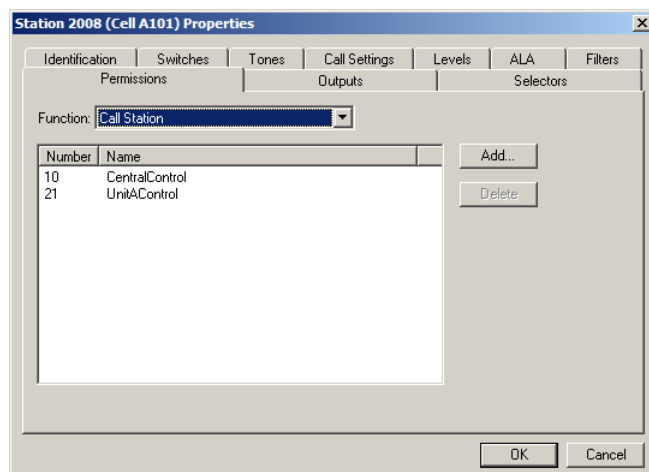 Station 2008 (Cell A101) Properties
Identification Switches Tones Call Settings Levels ALA Filters
Permissions Outputs Selectors
Function: Call Station
Number Name Add...
10 CentralControl
21 UnitAControl Delete
OK Cancel